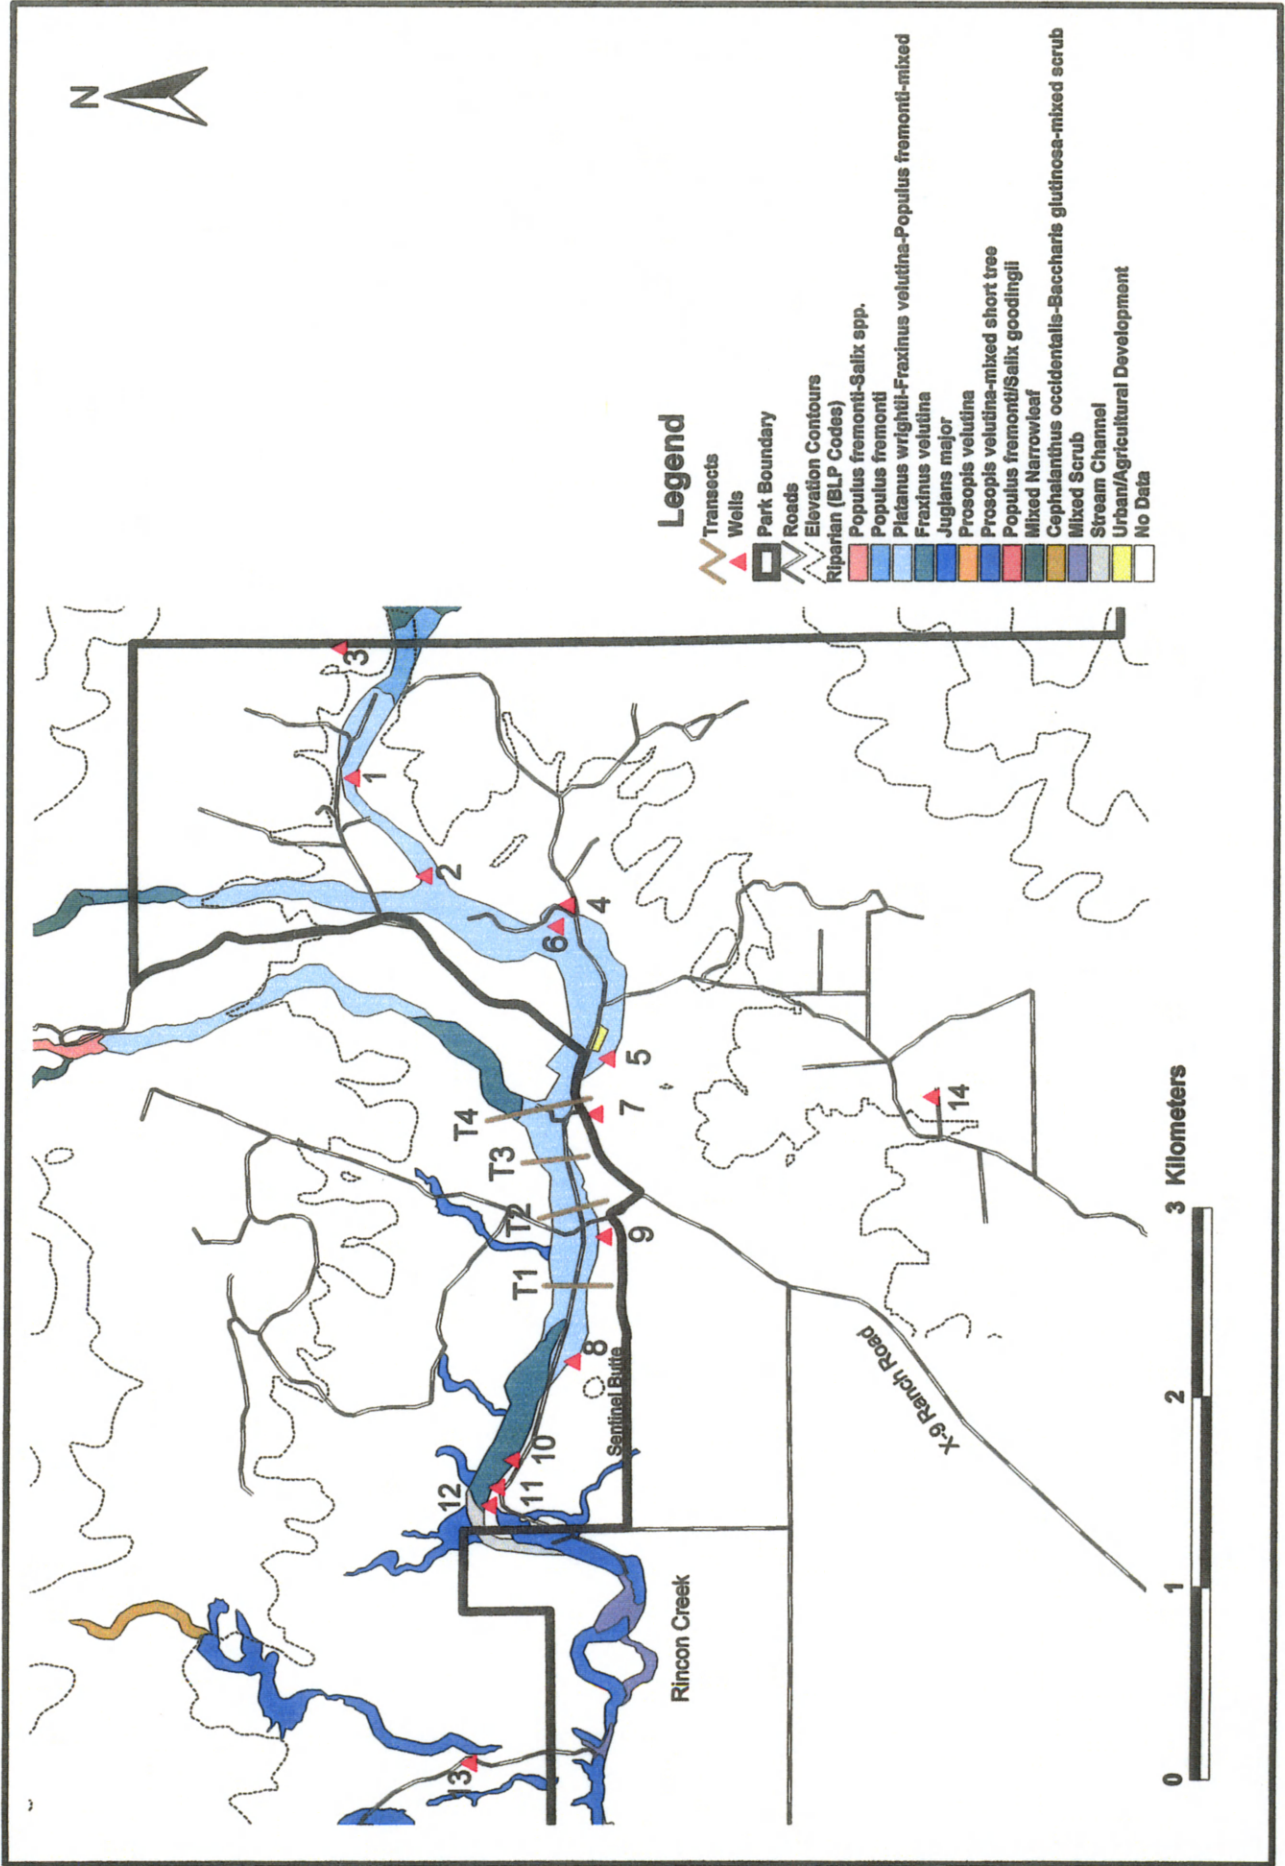 N
3
1
2
4
6
5
7
T4
T3
T2
9
T1
8
Sentinel Butte
10
11
12
13
14
Rincon Creek
X-9 Ranch Road
Legend
Transects
Wells
Park Boundary
Roads
Elevation Contours
Riparian (BLP Codes)
Populus fremonti-Salix spp.
Populus fremonti
Platanus wrightii-Fraxinus velutina-Populus fremonti-mixed
Fraxinus velutina
Juglans major
Prosopis velutina
Prosopis velutina-mixed short tree
Populus fremonti/Salix goodingii
Mixed Narrowleaf
Cephalanthus occidentalis-Baccharis glutinosa-mixed scrub
Mixed Scrub
Stream Channel
Urban/Agricultural Development
No Data
0 1 2 3 Kilometers